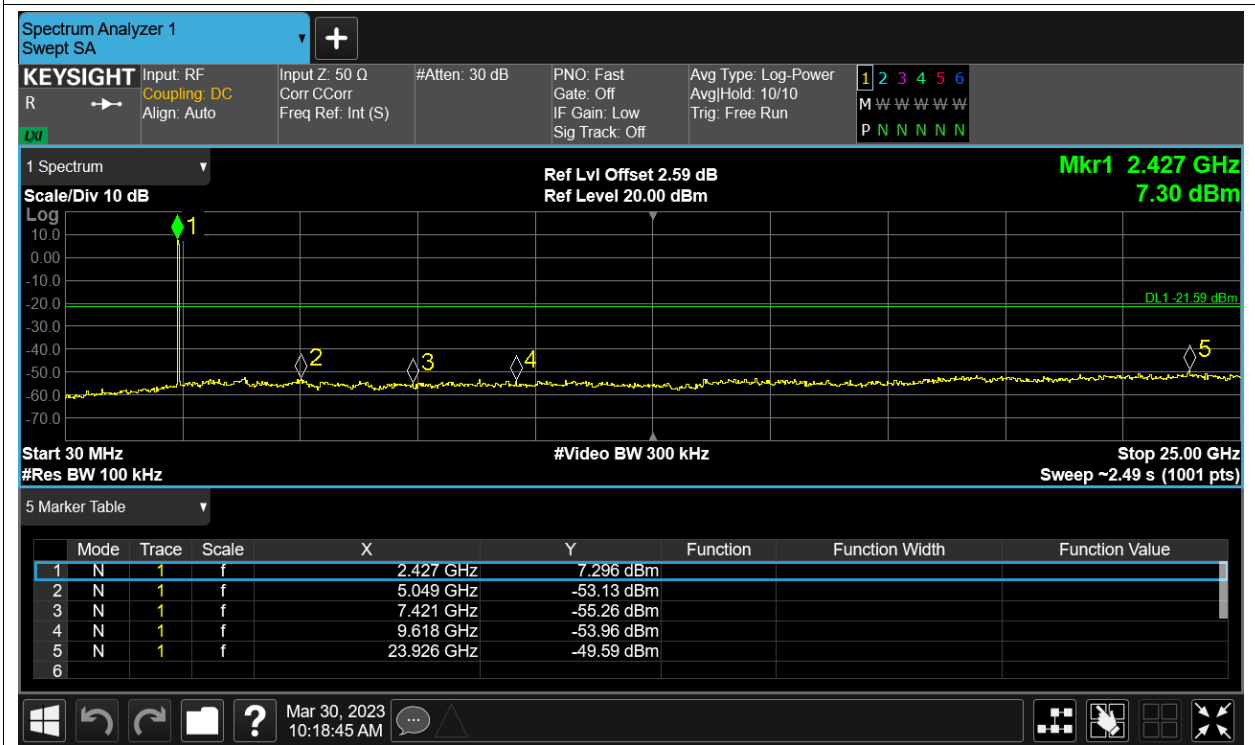 Spectrum Analyzer 1
Swept SA
+
KEYSIGHT Input: RF Input Z: 50 Ω #Atten: 30 dB PNO: Fast Avg Type: Log-Power 1 2 3 4 5 6
R Coupling: DC Corr CCorr Gate: Off Avg|Hold: 10/10 M W W W W W
Align: Auto Freq Ref: Int (S) IF Gain: Low Trig: Free Run
LXI Sig Track: Off P N N N N N
1 Spectrum Ref Lvl Offset 2.59 dB Mkr1 2.427 GHz
Scale/Div 10 dB Ref Level 20.00 dBm 7.30 dBm
Log
1
10.0
0.00
-10.0
-20.0 DL1 -21.59 dBm
-30.0
-40.0
2 3 4 5
-50.0
-60.0
-70.0
Start 30 MHz #Video BW 300 kHz Stop 25.00 GHz
#Res BW 100 kHz Sweep ~2.49 s (1001 pts)
5 Marker Table
Mode Trace Scale X Y Function Function Width Function Value
1 N 1 f 2.427 GHz 7.296 dBm
2 N 1 f 5.049 GHz -53.13 dBm
3 N 1 f 7.421 GHz -55.26 dBm
4 N 1 f 9.618 GHz -53.96 dBm
5 N 1 f 23.926 GHz -49.59 dBm
6
? Mar 30, 2023
10:18:45 AM